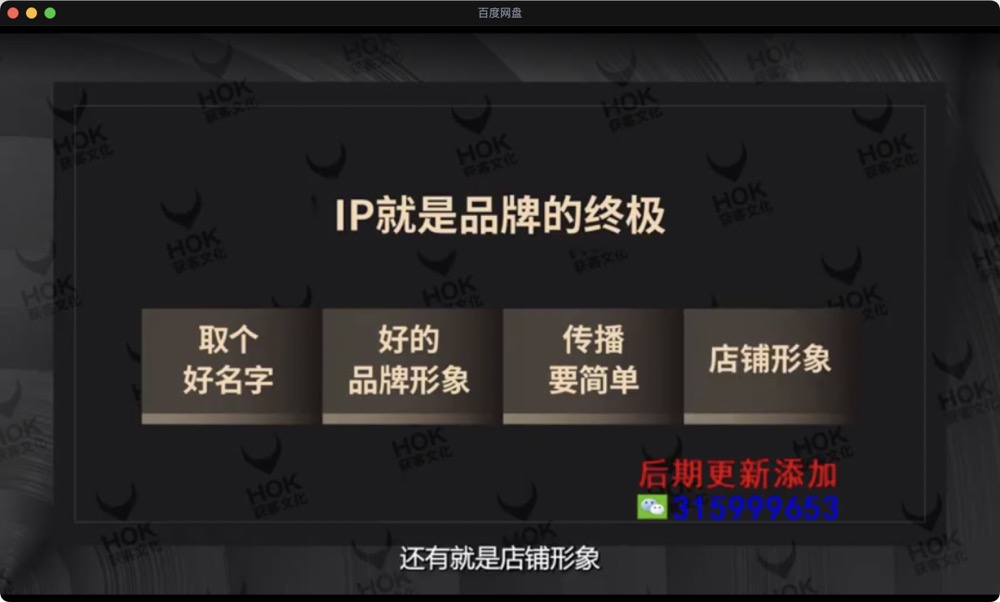 百度网盘
IP就是品牌的终极
取个
好名字
好的
品牌形象
传播
要简单
店铺形象
后期更新添加
315999653
还有就是店铺形象
HOK
获客文化